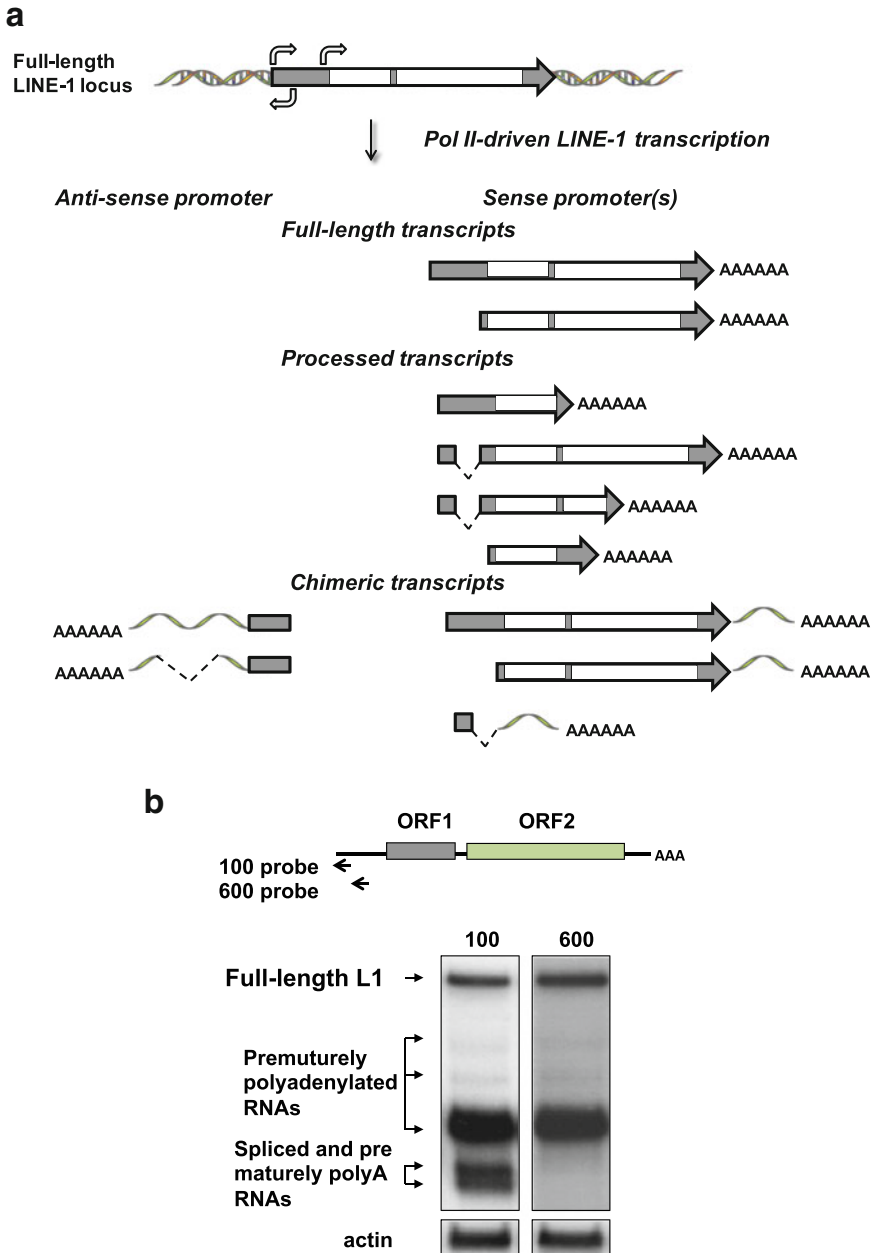 a
Full-length
LINE-1 locus
Pol II-driven LINE-1 transcription
Anti-sense promoter
Sense promoter(s)
Full-length transcripts
AAAAAA
AAAAAA
Processed transcripts
AAAAAA
AAAAAA
AAAAAA
AAAAAA
Chimeric transcripts
AAAAAA
AAAAAA
AAAAAA
AAAAAA
AAAAAA
b
ORF1
ORF2
AAA
100 probe
600 probe
100
600
Full-length L1
Premuturely
polyadenylated
RNAs
Spliced and pre
maturely polyA
RNAs
actin